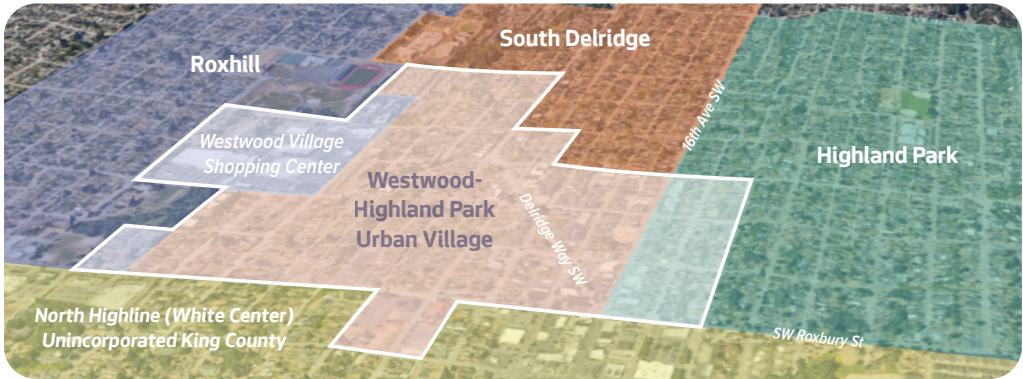 South Delridge
Roxhill
16th Ave SW
Westwood Village
Shopping Center
Highland Park
Westwood-
Highland Park
Urban Village
Delridge Way SW
North Highline (White Center)
Unincorporated King County
SW Roxbury St